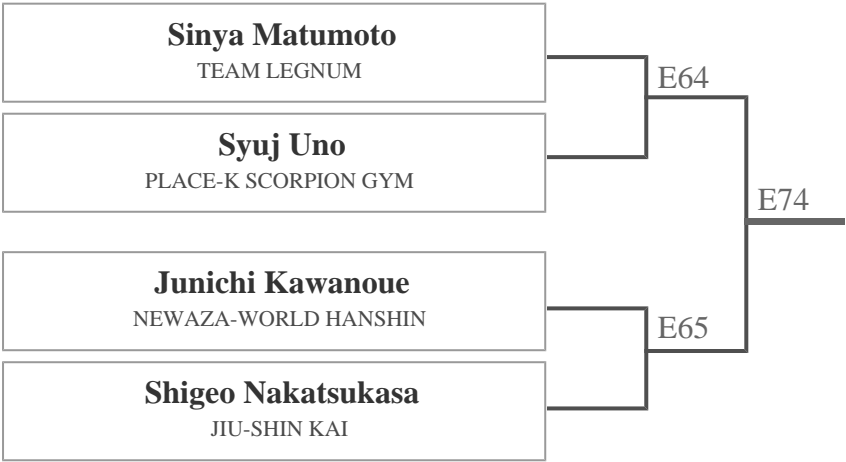 Sinya Matumoto
TEAM LEGNUM
E64
Syuj Uno
PLACE-K SCORPION GYM
E74
Junichi Kawanoue
NEWAZA-WORLD HANSHIN
E65
Shigeo Nakatsukasa
JIU-SHIN KAI